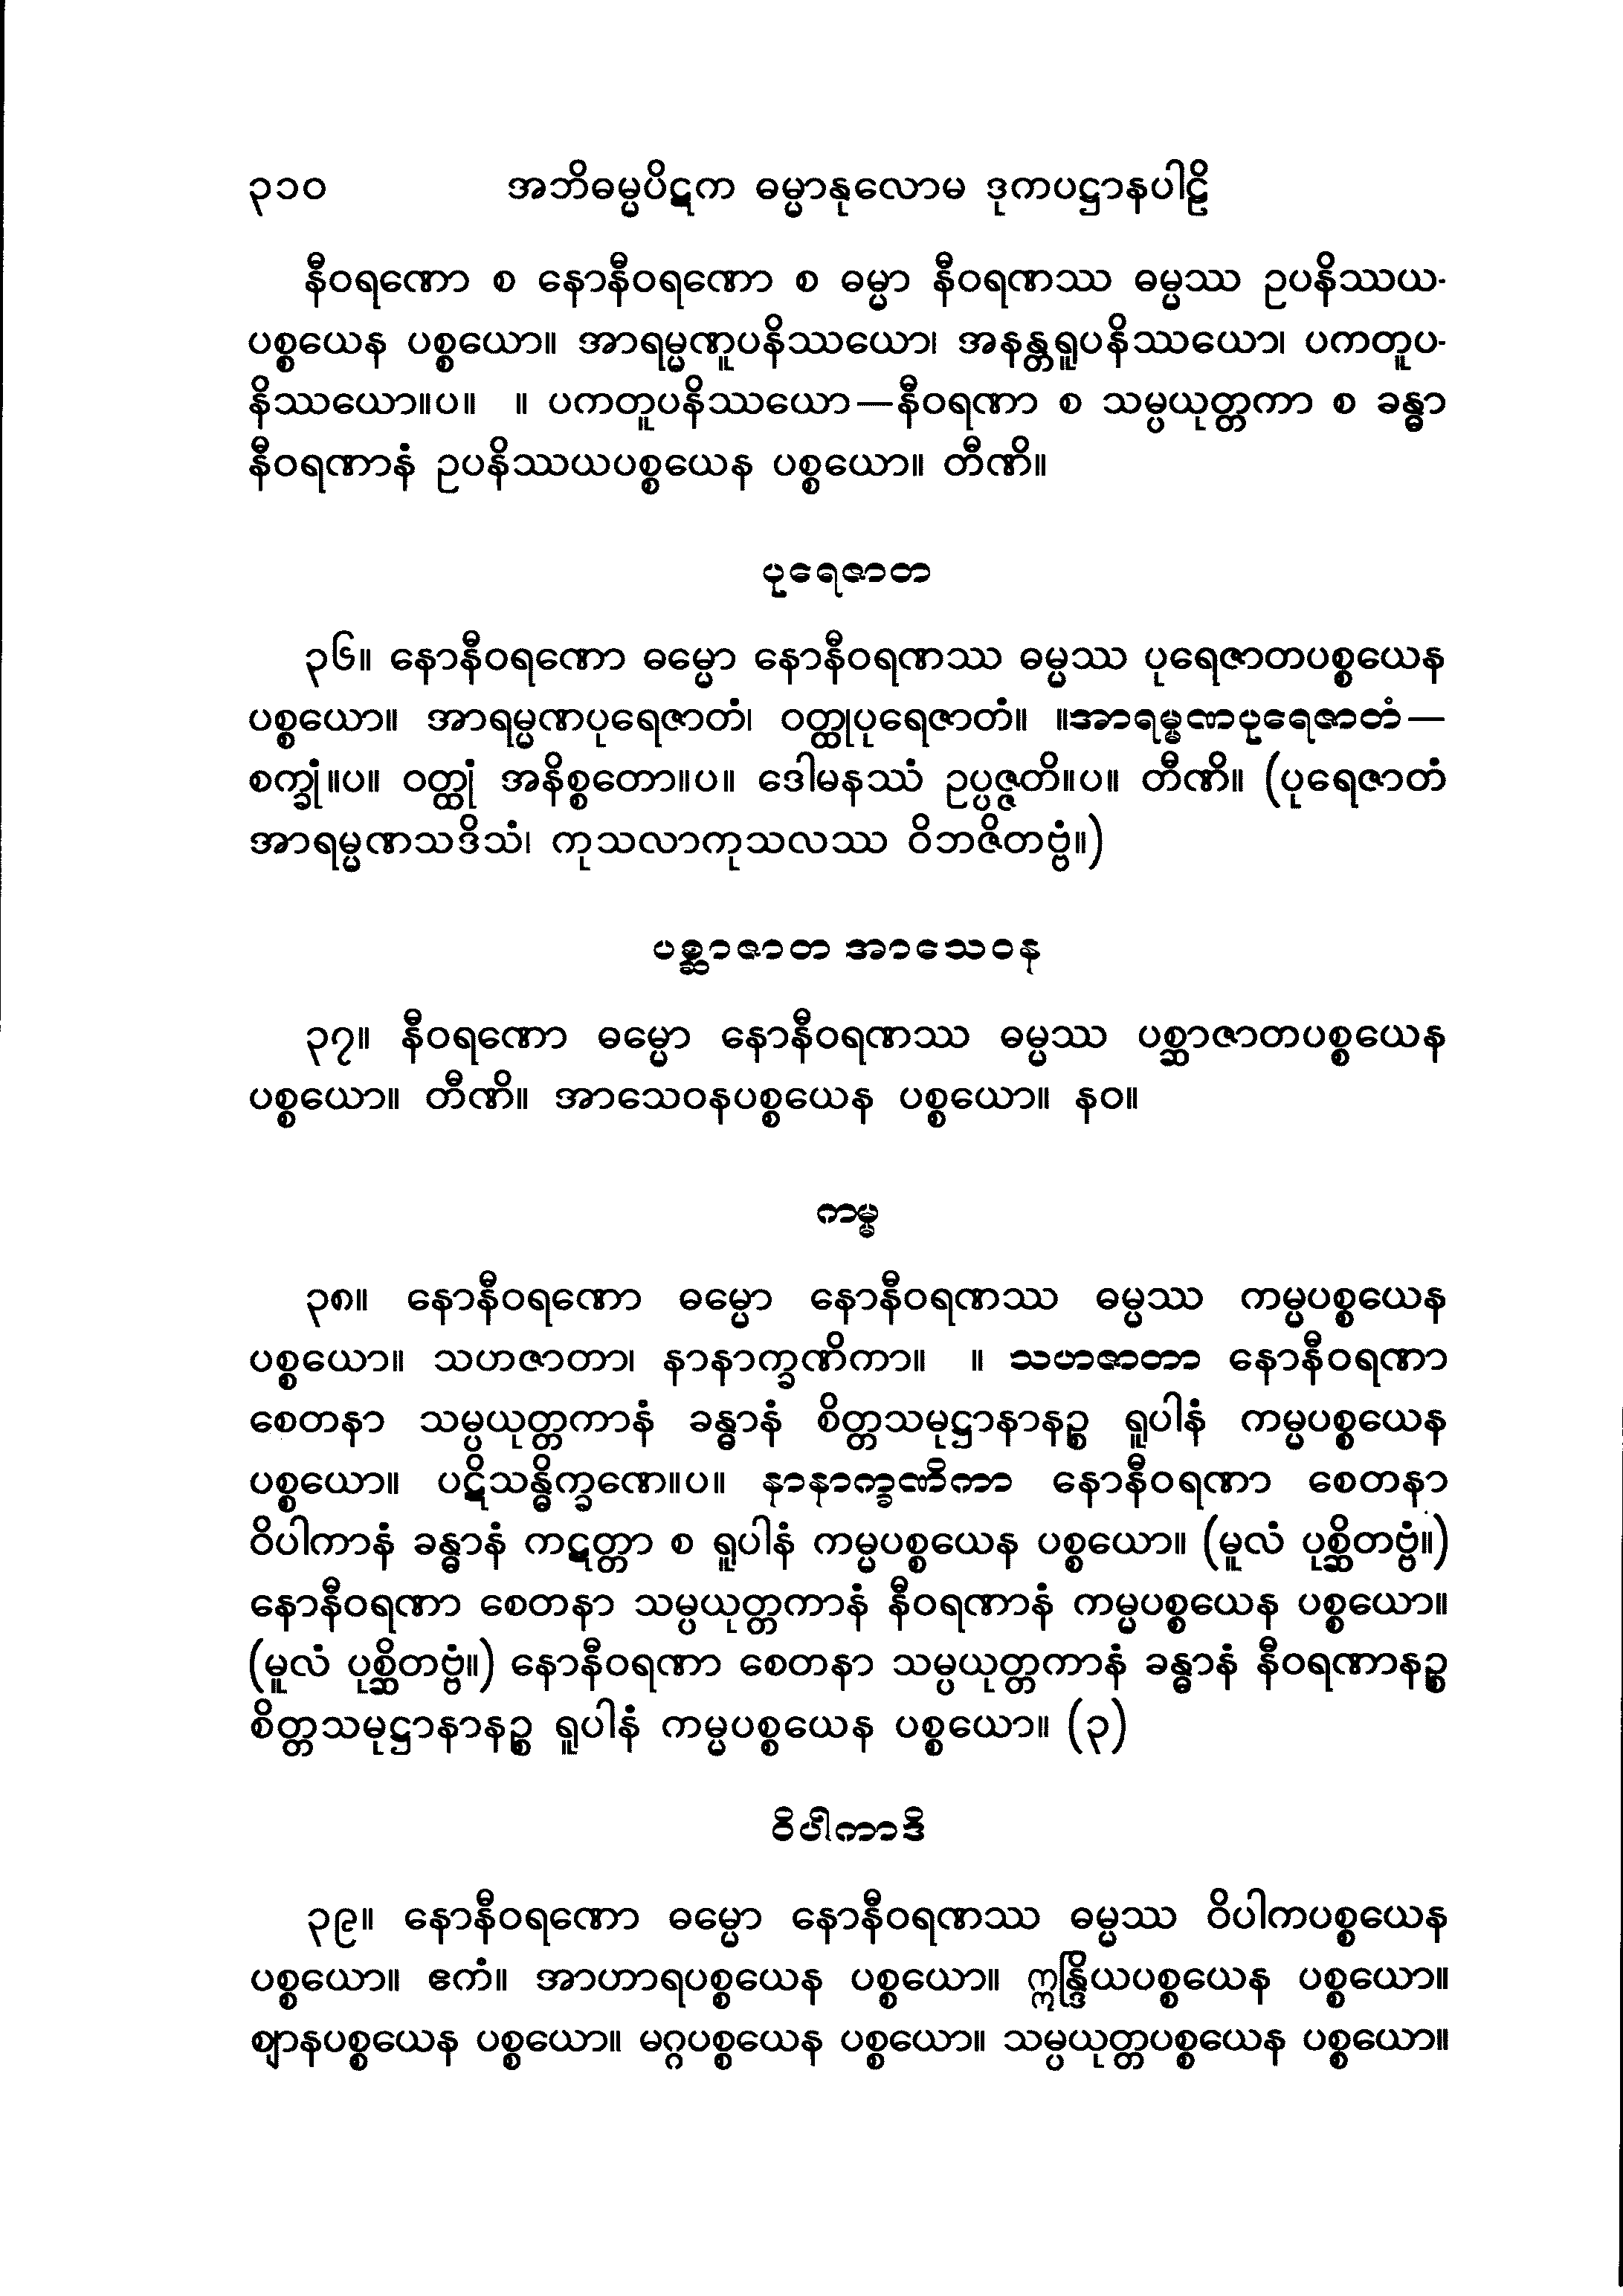 ၃၁၀ အဘိဓမ္မပိဋက ဓမ္မာနုလောမ ဒုကပဋ္ဌာနပါဠိ
နီဝရဏော စ နောနီဝရဏော စ ဓမ္မာ နီဝရဏဿ ဓမ္မဿ ဥပနိဿယ-
ပစ္စယေန ပစ္စယော။ အာရမ္မဏူပနိဿယော၊ အနန္တရူပနိဿယော၊ ပကတူပ-
နိဿယော။ပ။ ။ ပကတူပနိဿယော—နီဝရဏာ စ သမ္ပယုတ္တကာ စ ခန္ဓာ
နီဝရဏာနံ ဥပနိဿယပစ္စယေန ပစ္စယော။ တီဏိ။
ပုရေဇာတ
၃၆။ နောနီဝရဏော ဓမ္မော နောနီဝရဏဿ ဓမ္မဿ ပုရေဇာတပစ္စယေန
ပစ္စယော။ အာရမ္မဏပုရေဇာတံ၊ ဝတ္ထုပုရေဇာတံ။ ။အာရမ္မဏပုရေဇာတံ—
စက္ခုံ။ပ။ ဝတ္ထုံ အနိစ္စတော။ပ။ ဒေါမနဿံ ဥပ္ပဇ္ဇတိ။ပ။ တီဏိ။ (ပုရေဇာတံ
အာရမ္မဏသဒိသံ၊ ကုသလာကုသလဿ ဝိဘဇိတဗ္ဗံ။)
ပစ္ဆာဇာတ အာသေဝန
၃၇။ နီဝရဏော ဓမ္မော နောနီဝရဏဿ ဓမ္မဿ ပစ္ဆာဇာတပစ္စယေန
ပစ္စယော။ တီဏိ။ အာသေဝနပစ္စယေန ပစ္စယော။ နဝ။
ကမ္မ
၃၈။ နောနီဝရဏော ဓမ္မော နောနီဝရဏဿ ဓမ္မဿ ကမ္မပစ္စယေန
ပစ္စယော။ သဟဇာတာ၊ နာနာက္ခဏိကာ။ ။ သဟဇာတာ နောနီဝရဏာ
စေတနာ သမ္ပယုတ္တကာနံ ခန္ဓာနံ စိတ္တသမုဋ္ဌာနာနဉ္စ ရူပါနံ ကမ္မပစ္စယေန
ပစ္စယော။ ပဋိသန္ဓိက္ခဏေ။ပ။ နာနာက္ခဏိကာ နောနီဝရဏာ စေတနာ
ဝိပါကာနံ ခန္ဓာနံ ကဋတ္တာ စ ရူပါနံ ကမ္မပစ္စယေန ပစ္စယော။ (မူလံ ပုစ္ဆိတဗ္ဗံ။)
နောနီဝရဏာ စေတနာ သမ္ပယုတ္တကာနံ နီဝရဏာနံ ကမ္မပစ္စယေန ပစ္စယော။
(မူလံ ပုစ္ဆိတဗ္ဗံ။) နောနီဝရဏာ စေတနာ သမ္ပယုတ္တကာနံ ခန္ဓာနံ နီဝရဏာနဉ္စ
စိတ္တသမုဋ္ဌာနာနဉ္စ ရူပါနံ ကမ္မပစ္စယေန ပစ္စယော။ (၃)
ဝိပါကာဒိ
၃၉။ နောနီဝရဏော ဓမ္မော နောနီဝရဏဿ ဓမ္မဿ ဝိပါကပစ္စယေန
ပစ္စယော။ ဧကံ။ အာဟာရပစ္စယေန ပစ္စယော။ ဣန္ဒြိယပစ္စယေန ပစ္စယော။
ဈာနပစ္စယေန ပစ္စယော။ မဂ္ဂပစ္စယေန ပစ္စယော။ သမ္ပယုတ္တပစ္စယေန ပစ္စယော။